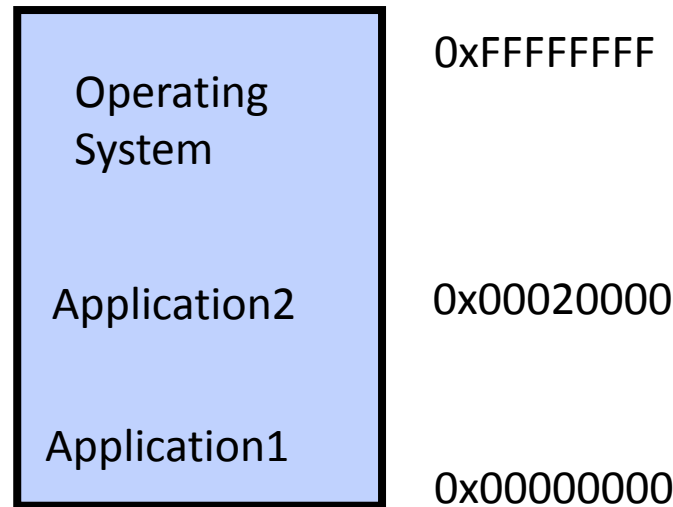 0xFFFFFFFF
Operating
System
Application2
0x00020000
Application1
0x00000000